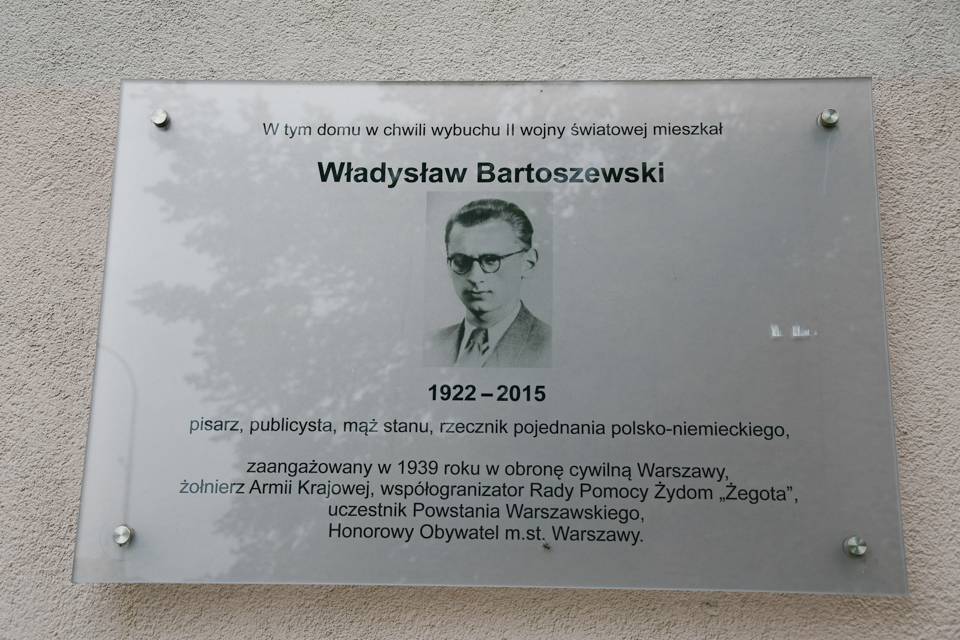 W tym domu w chwili wybuchu II wojny światowej mieszkał
Władysław Bartoszewski
1922 – 2015
pisarz, publicysta, mąż stanu, rzecznik pojednania polsko-niemieckiego,
zaangażowany w 1939 roku w obronę cywilną Warszawy,
żołnierz Armii Krajowej, współogranizator Rady Pomocy Żydom „Żegota”,
uczestnik Powstania Warszawskiego,
Honorowy Obywatel m.st. Warszawy.